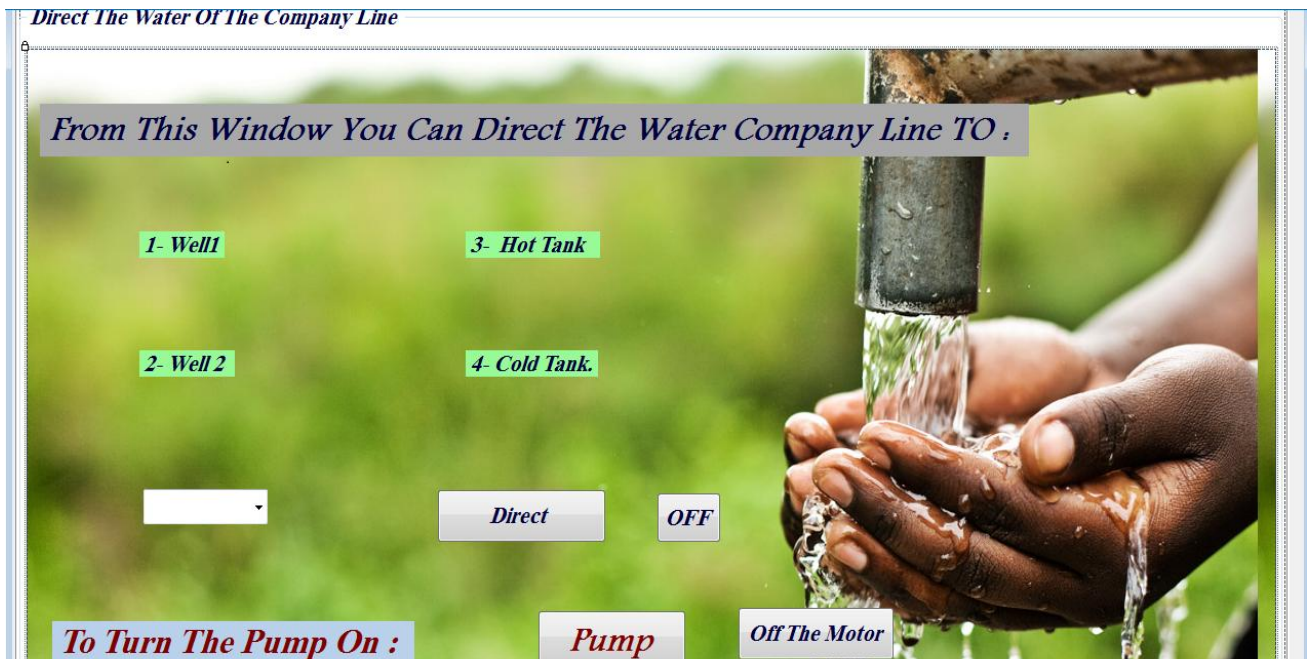 Direct The Water Of The Company Line
From This Window You Can Direct The Water Company Line TO :
1- Well1
3- Hot Tank
2- Well 2
4- Cold Tank.
Direct
OFF
To Turn The Pump On :
Pump
Off The Motor